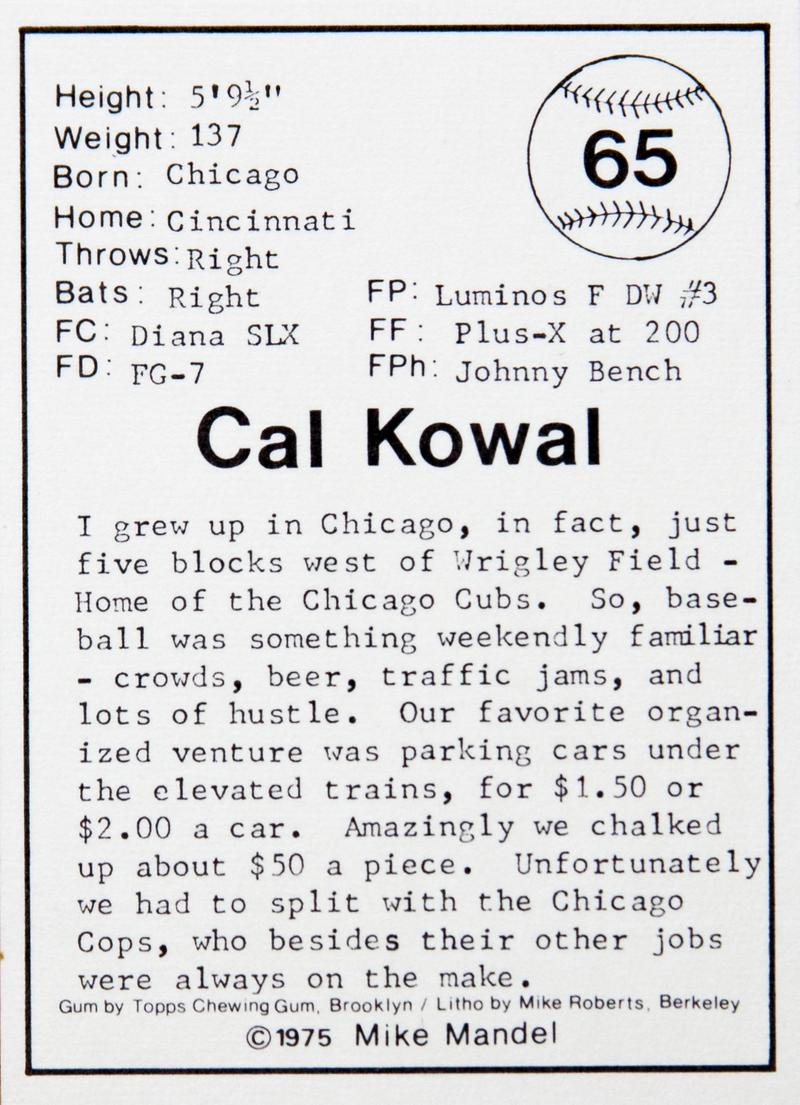 Height: 5'9½"
Weight: 137
65
Born: Chicago
Home: Cincinnati
Throws: Right
Bats: Right FP: Luminos F DW #3
FC: Diana SLX FF: Plus-X at 200
FD: FG-7 FPh: Johnny Bench
Cal Kowal
I grew up in Chicago, in fact, just
five blocks west of Wrigley Field -
Home of the Chicago Cubs. So, base-
ball was something weekendly familiar
- crowds, beer, traffic jams, and
lots of hustle. Our favorite organ-
ized venture was parking cars under
the elevated trains, for $1.50 or
$2.00 a car. Amazingly we chalked
up about $50 a piece. Unfortunately
we had to split with the Chicago
Cops, who besides their other jobs
were always on the make.
Gum by Topps Chewing Gum, Brooklyn / Litho by Mike Roberts, Berkeley
©1975 Mike Mandel